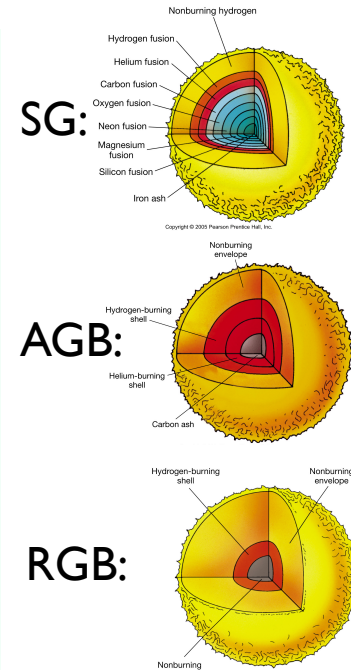 Nonburning hydrogen
Hydrogen fusion
Helium fusion
Carbon fusion
Oxygen fusion
SG:
Neon fusion
Magnesium
fusion
Silicon fusion
Iron ash
Copyright © 2005 Pearson Prentice Hall, Inc.
Nonburning
envelope
Hydrogen-burning
shell
AGB:
Helium-burning
shell
Carbon ash
Hydrogen-burning
shell
Nonburning
envelope
RGB:
Nonburning